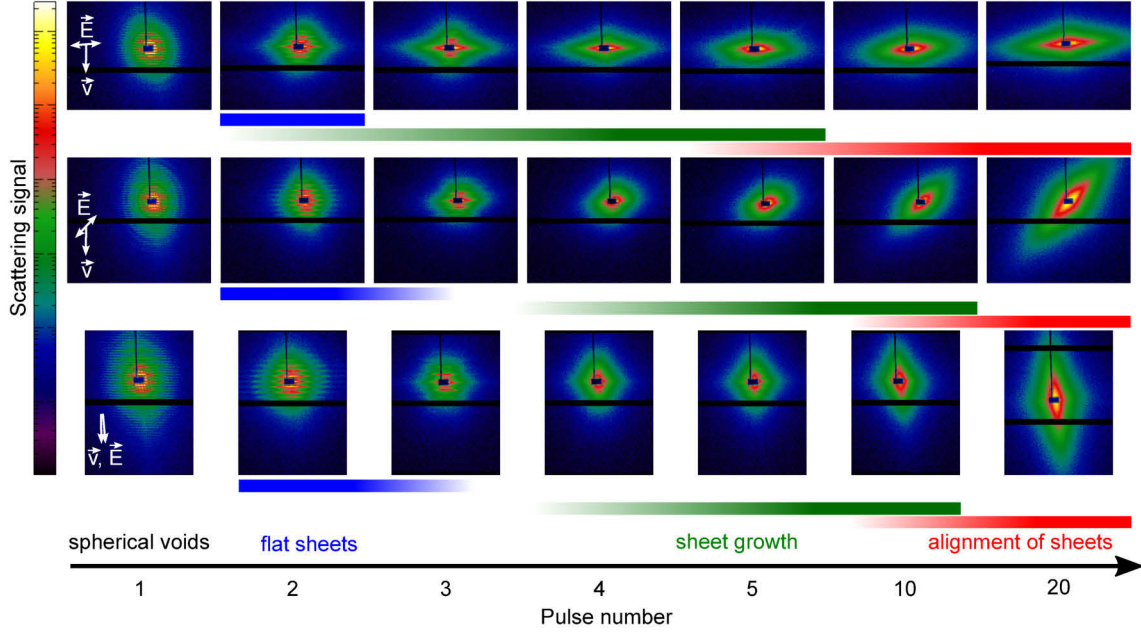 Scattering signal
E
v
E
v
v, E
spherical voids flat sheets sheet growth alignment of sheets
1 2 3 4 5 10 20
Pulse number